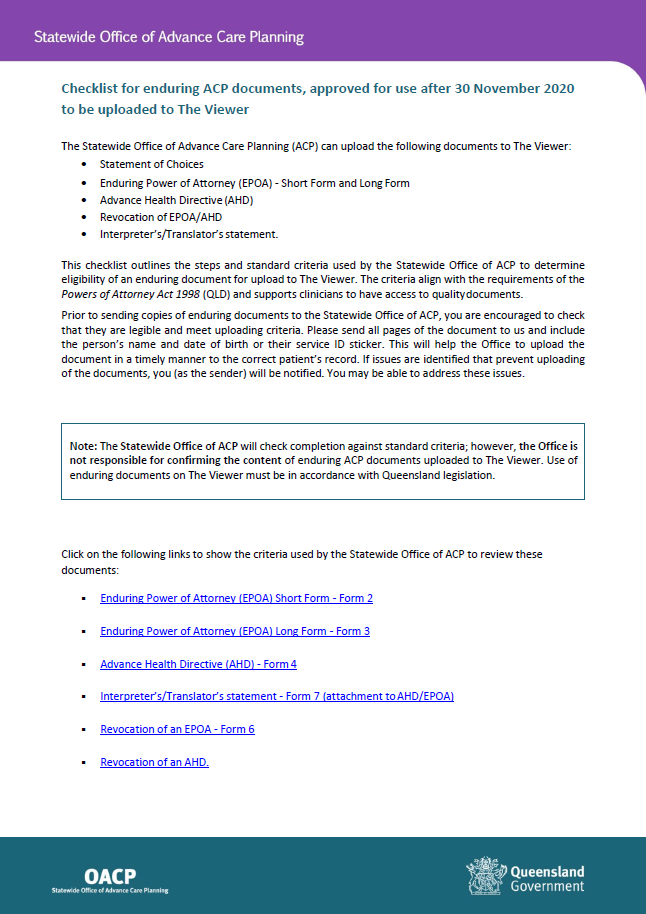 Statewide Office of Advance Care Planning
Checklist for enduring ACP documents, approved for use after 30 November 2020
to be uploaded to The Viewer
The Statewide Office of Advance Care Planning (ACP) can upload the following documents to The Viewer:
• Statement of Choices
• Enduring Power of Attorney (EPOA) - Short Form and Long Form
• Advance Health Directive (AHD)
• Revocation of EPOA/AHD
• Interpreter's/Translator's statement.
This checklist outlines the steps and standard criteria used by the Statewide Office of ACP to determine
eligibility of an enduring document for upload to The Viewer. The criteria align with the requirements of the
Powers of Attorney Act 1998 (QLD) and supports clinicians to have access to quality documents.
Prior to sending copies of enduring documents to the Statewide Office of ACP, you are encouraged to check
that they are legible and meet uploading criteria. Please send all pages of the document to us and include
the person's name and date of birth or their service ID sticker. This will help the Office to upload the
document in a timely manner to the correct patient's record. If issues are identified that prevent uploading
of the documents, you (as the sender) will be notified. You may be able to address these issues.
Note: The Statewide Office of ACP will check completion against standard criteria; however, the Office is
not responsible for confirming the content of enduring ACP documents uploaded to The Viewer. Use of
enduring documents on The Viewer must be in accordance with Queensland legislation.
Click on the following links to show the criteria used by the Statewide Office of ACP to review these
documents:
▪ Enduring Power of Attorney (EPOA) Short Form - Form 2
▪ Enduring Power of Attorney (EPOA) Long Form - Form 3
▪ Advance Health Directive (AHD) - Form 4
▪ Interpreter's/Translator's statement - Form 7 (attachment to AHD/EPOA)
▪ Revocation of an EPOA - Form 6
▪ Revocation of an AHD.
OACP
Statewide Office of Advance Care Planning
Queensland
Government